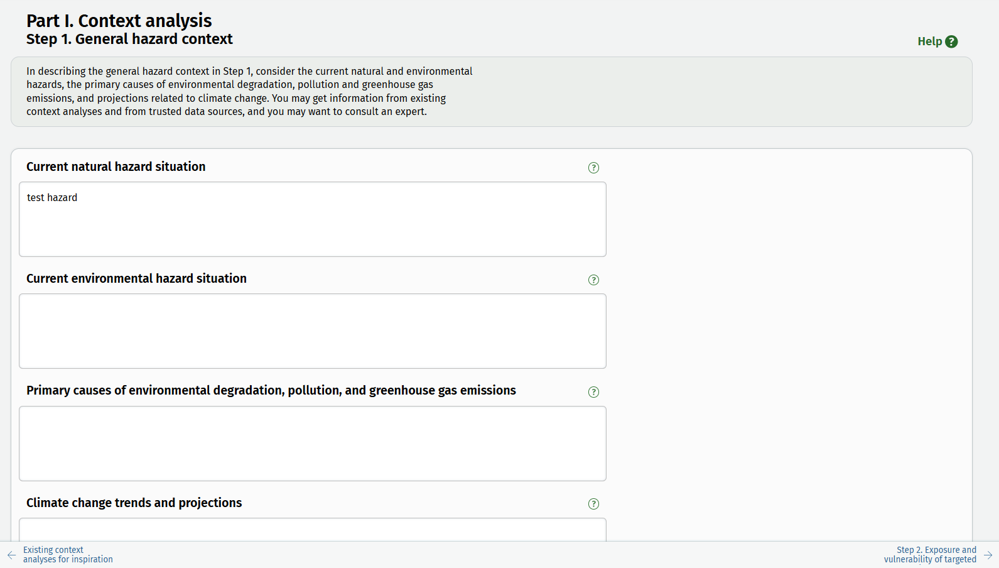 Part I. Context analysis
Step 1. General hazard context
Help
In describing the general hazard context in Step 1, consider the current natural and environmental
hazards, the primary causes of environmental degradation, pollution and greenhouse gas
emissions, and projections related to climate change. You may get information from existing
context analyses and from trusted data sources, and you may want to consult an expert.
Current natural hazard situation
test hazard
Current environmental hazard situation
Primary causes of environmental degradation, pollution, and greenhouse gas emissions
Climate change trends and projections
Existing context
analyses for inspiration
Step 2. Exposure and
vulnerability of targeted